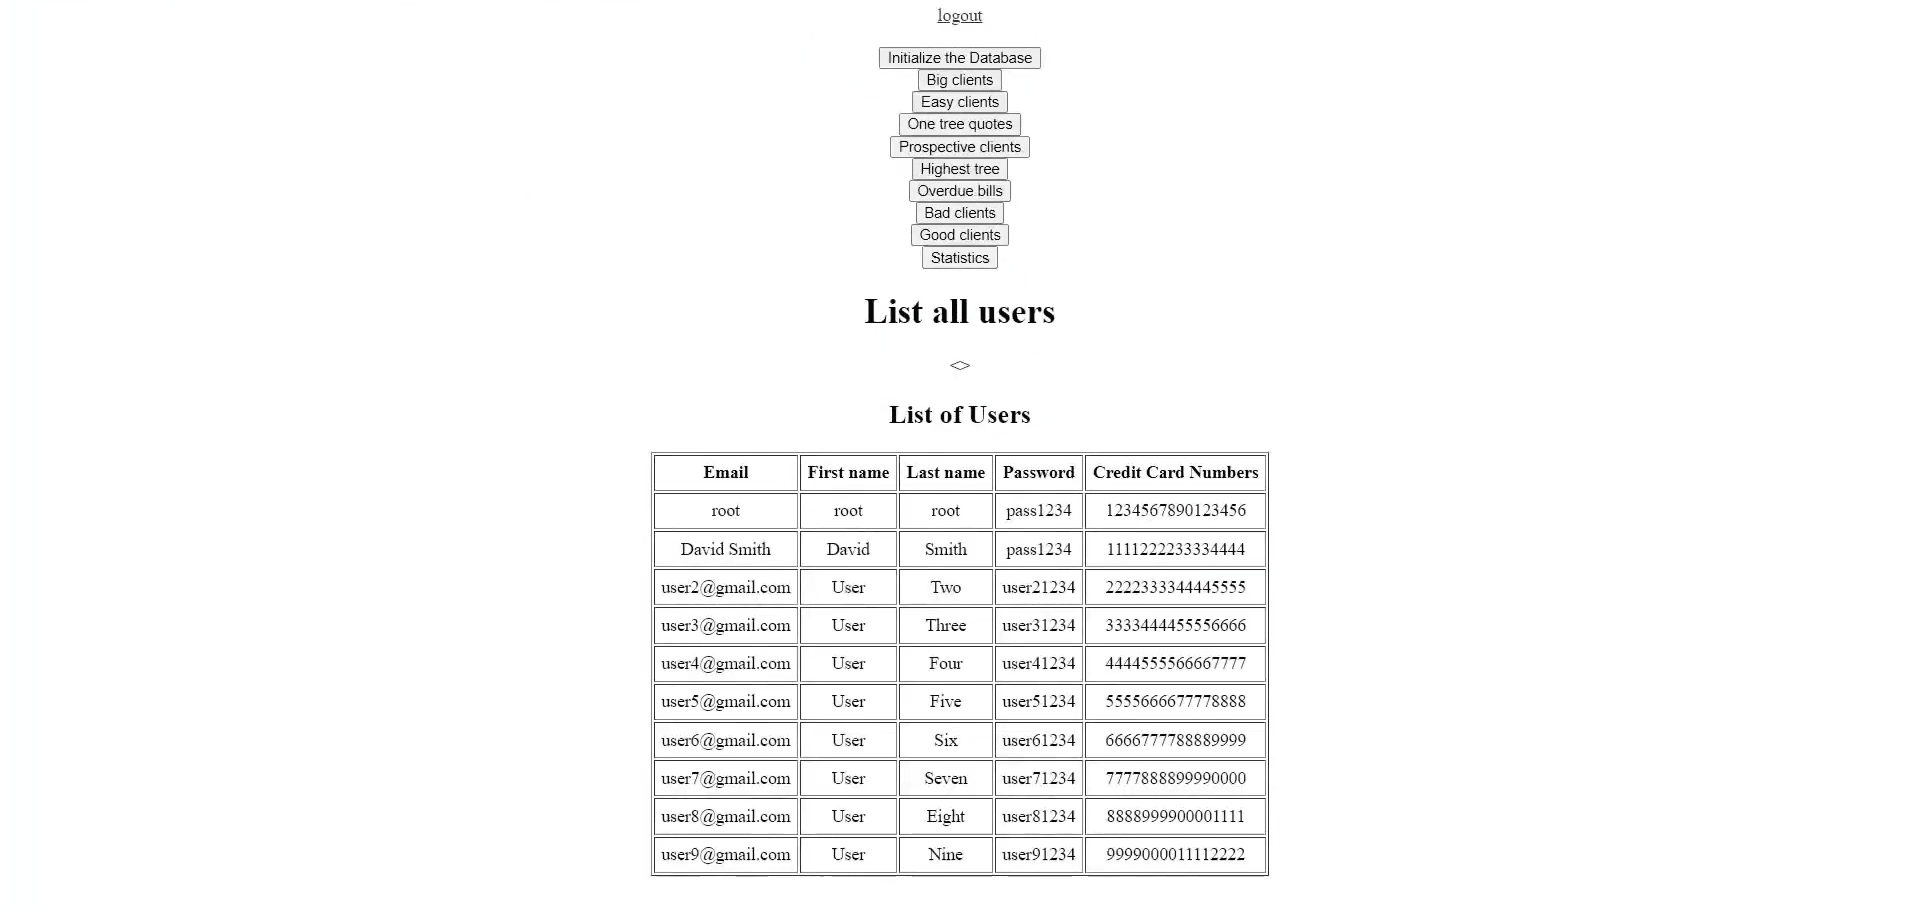 logout
Initialize the Database
Big clients
Easy clients
One tree quotes
Prospective clients
Highest tree
Overdue bills
Bad clients
Good clients
Statistics
List all users
<>
List of Users
Email First name Last name Password Credit Card Numbers
root root root pass1234 1234567890123456
David Smith David Smith pass1234 1111222233334444
user2@gmail.com User Two user21234 2222333344445555
user3@gmail.com User Three user31234 3333444455556666
user4@gmail.com User Four user41234 4444555566667777
user5@gmail.com User Five user51234 5555666677778888
user6@gmail.com User Six user61234 6666777788889999
user7@gmail.com User Seven user71234 7777888899990000
user8@gmail.com User Eight user81234 8888999900001111
user9@gmail.com User Nine user91234 9999000011112222